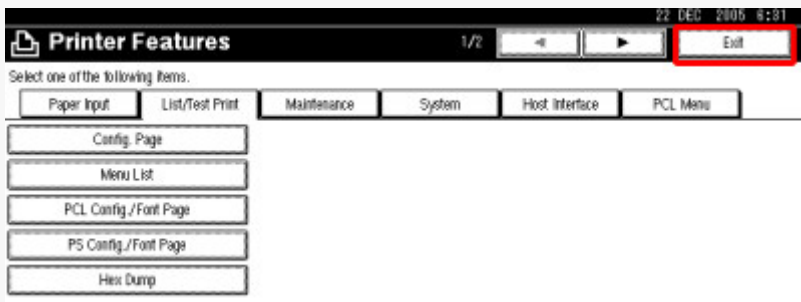 22 DEC 2005 6:31
Printer Features 1/2 ◄ ► Exit
Select one of the following items.
Paper Input List/Test Print Maintenance System Host Interface PCL Menu
Config. Page
Menu List
PCL Config./Font Page
PS Config./Font Page
Hex Dump